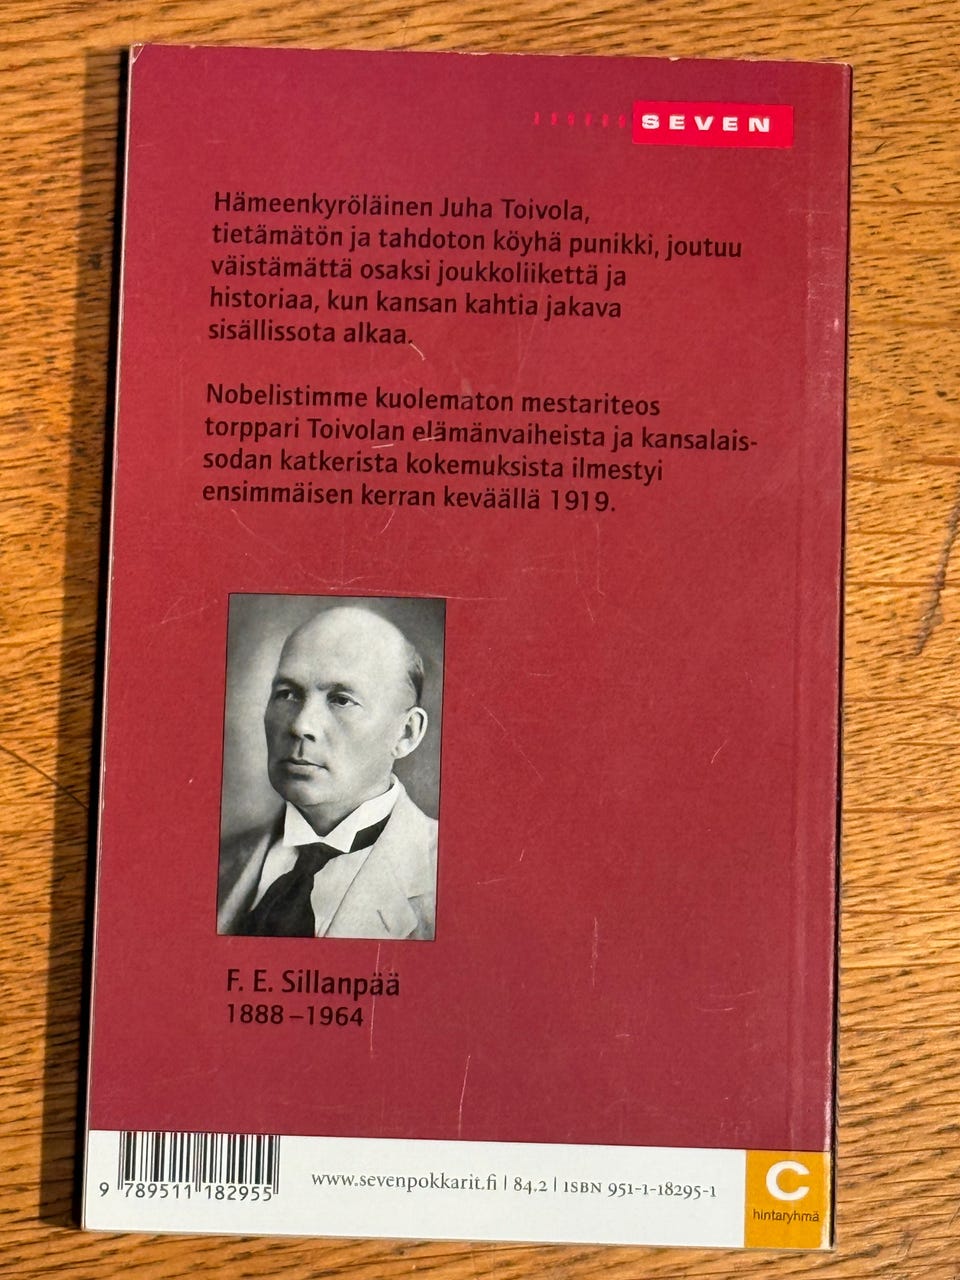 SEVEN
Hämeenkyröläinen Juha Toivola,
tietämätön ja tahdoton köyhä punikki, joutuu
väistämättä osaksi joukkoliikettä ja
historiaa, kun kansan kahtia jakava
sisällissota alkaa.
Nobelistimme kuolematon mestariteos
torppari Toivolan elämänvaiheista ja kansalais-
sodan katkerista kokemuksista ilmestyi
ensimmäisen kerran keväällä 1919.
F. E. Sillanpää
1888–1964
9 789511 182955
www.sevenpokkarit.fi | 84.2 | ISBN 951-1-18295-1
C
hintaryhmä